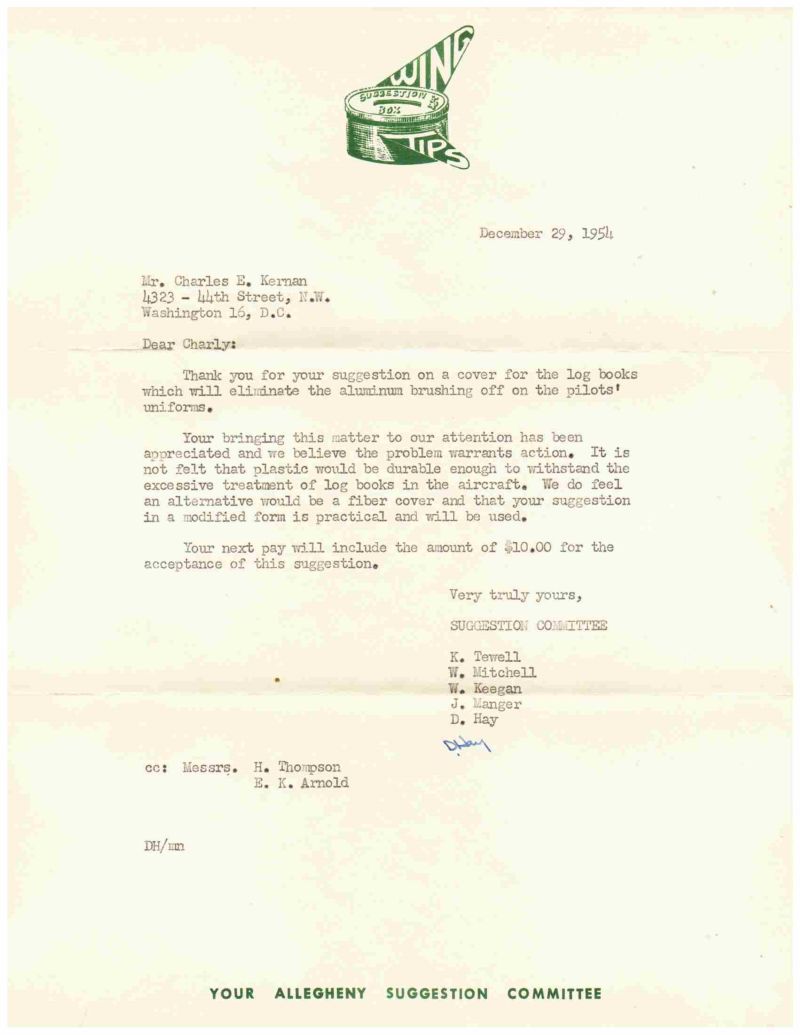 WING
SUGGESTION
BOX
TIPS
December 29, 1954
Mr. Charles E. Kernan
4323 - 44th Street, N.W.
Washington 16, D.C.
Dear Charly:
Thank you for your suggestion on a cover for the log books
which will eliminate the aluminum brushing off on the pilots'
uniforms.
Your bringing this matter to our attention has been
appreciated and we believe the problem warrants action. It is
not felt that plastic would be durable enough to withstand the
excessive treatment of log books in the aircraft. We do feel
an alternative would be a fiber cover and that your suggestion
in a modified form is practical and will be used.
Your next pay will include the amount of $10.00 for the
acceptance of this suggestion.
Very truly yours,
SUGGESTION COMMITTEE
K. Tewell
W. Mitchell
W. Keegan
J. Manger
D. Hay
D. Hay
cc: Messrs. H. Thompson
E. K. Arnold
DH/mn
YOUR ALLEGHENY SUGGESTION COMMITTEE